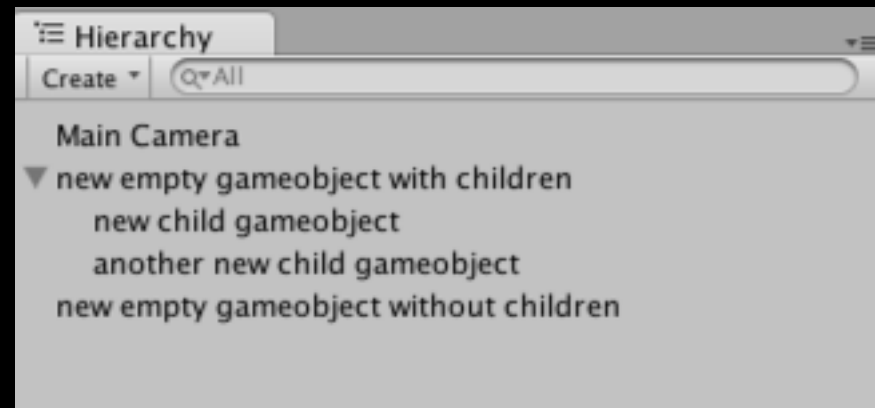 Hierarchy
Create All
Main Camera
new empty gameobject with children
new child gameobject
another new child gameobject
new empty gameobject without children